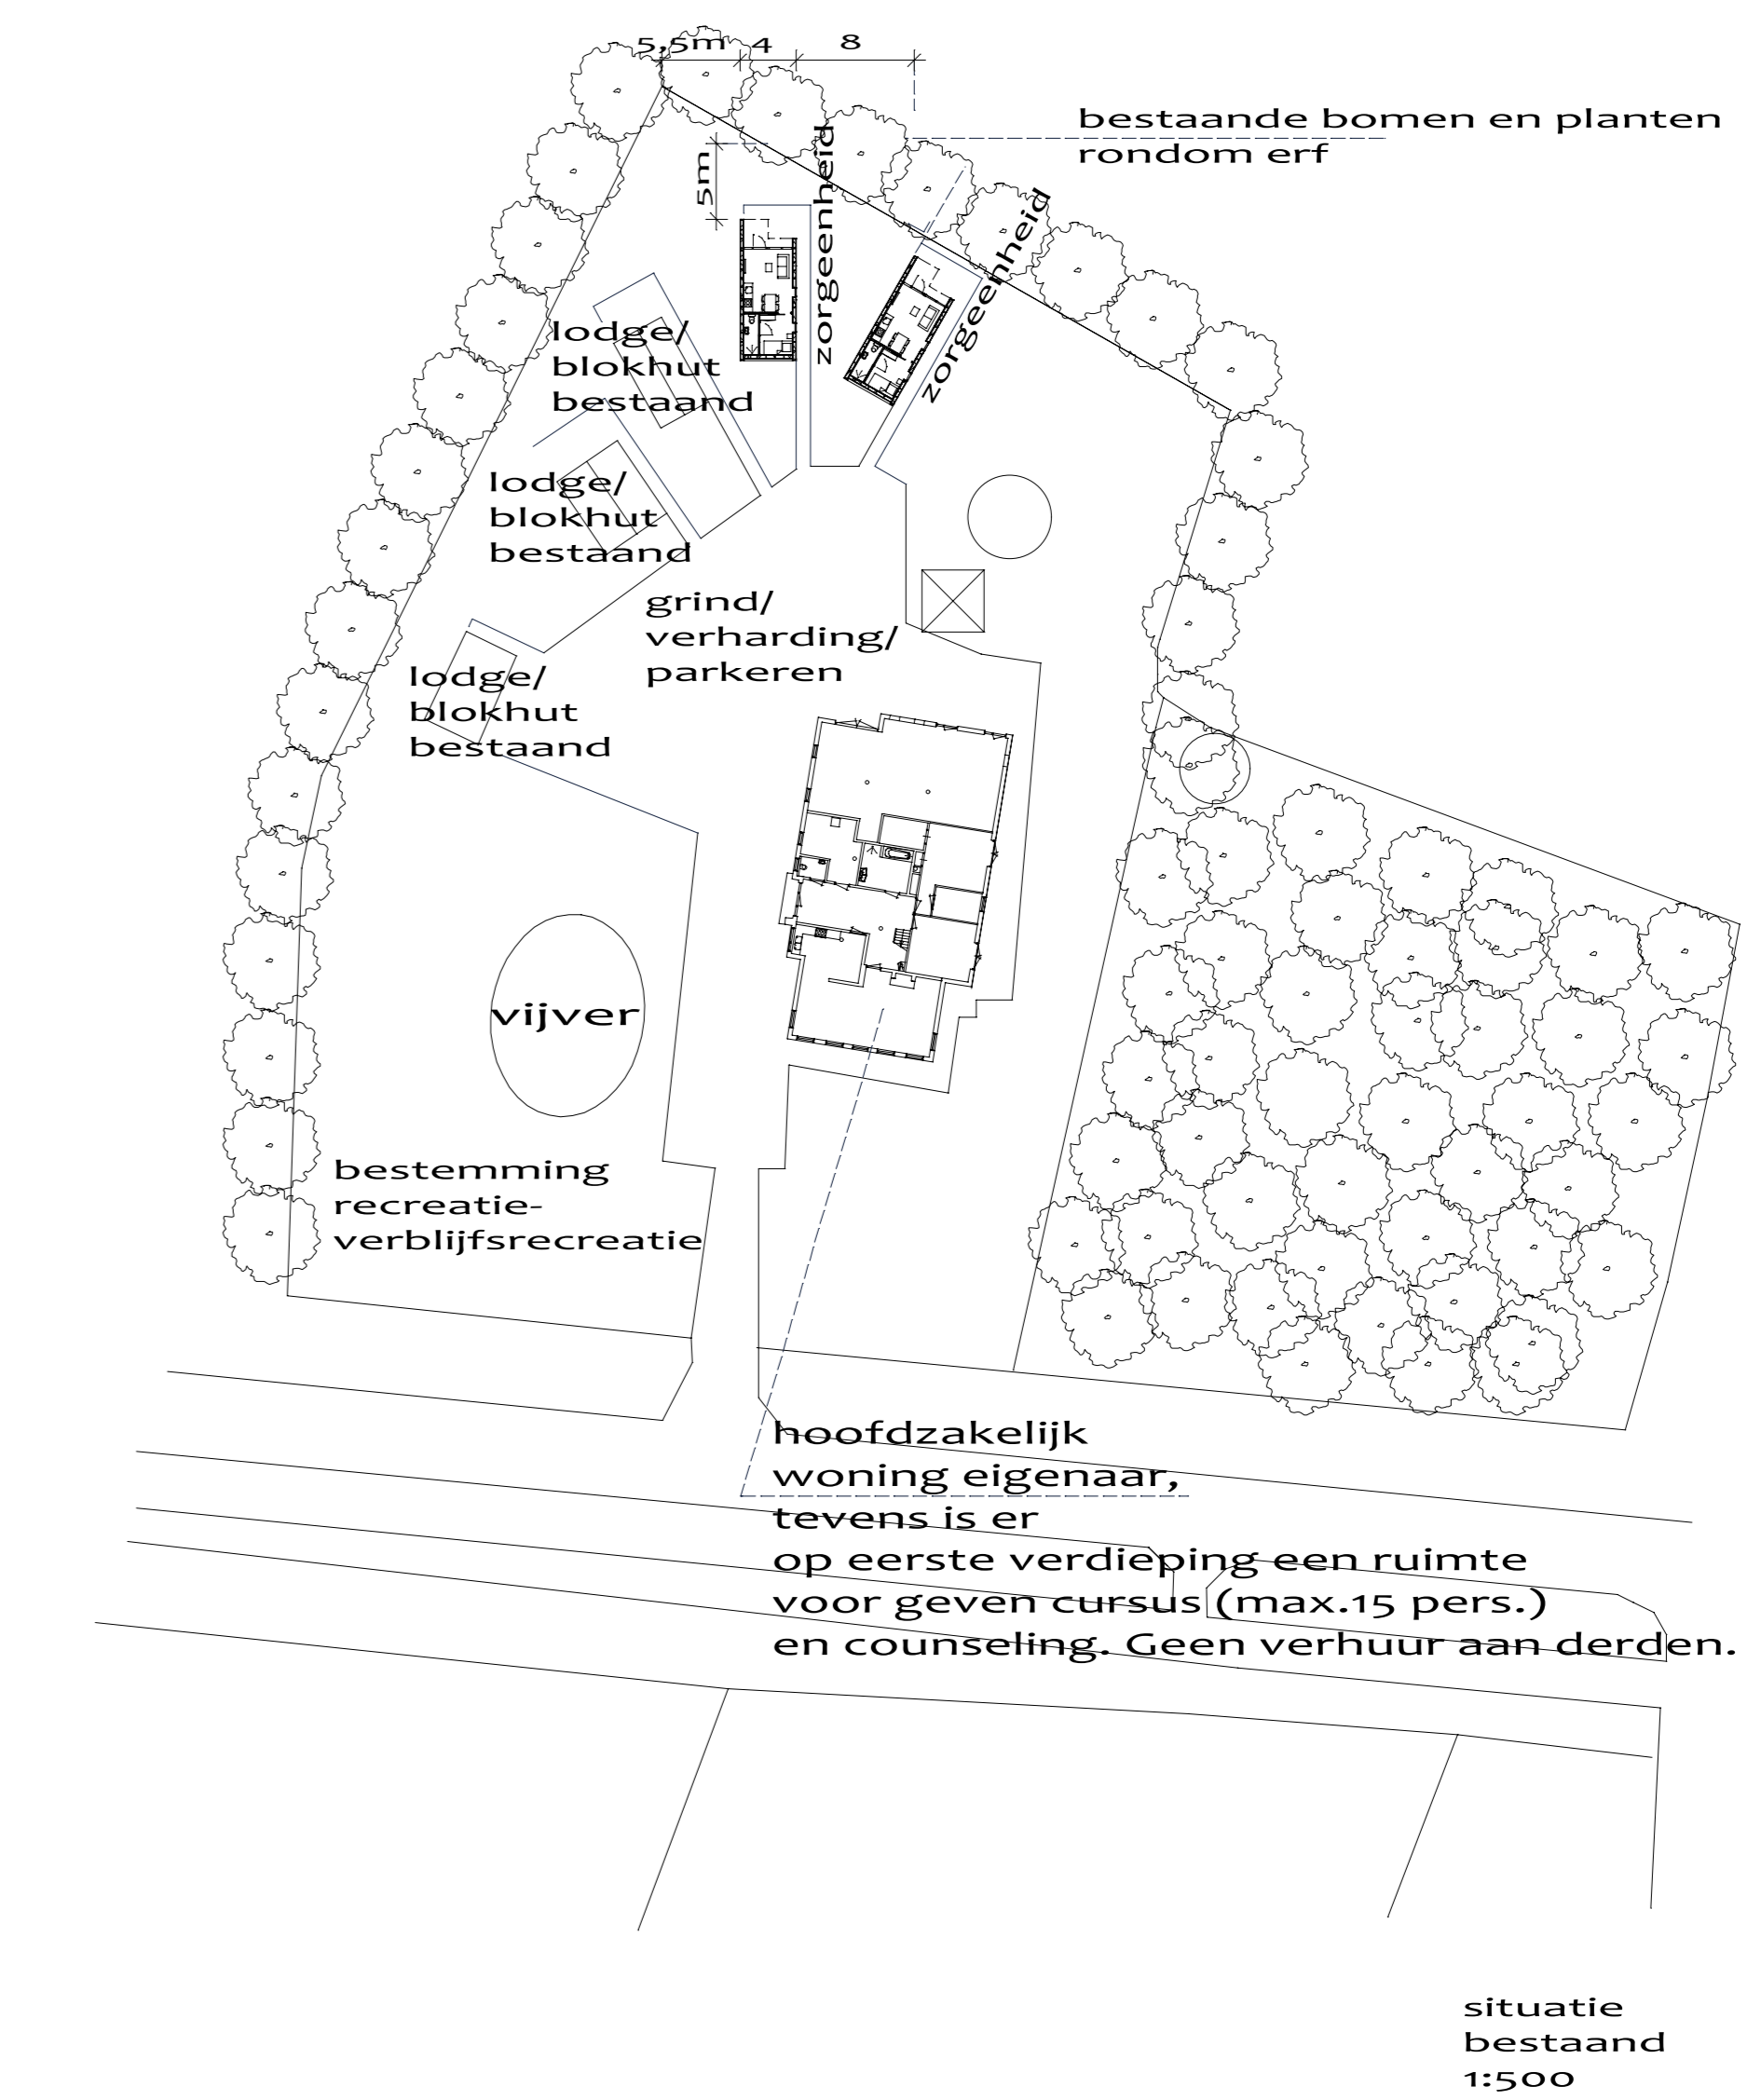 5,5m 4 8
bestaande bomen en planten
rondom erf
5m
zorgeenheid
zorgeenheid
lodge/
blokhut
bestaand
lodge/
blokhut
bestaand
grind/
verharding/
parkeren
lodge/
blokhut
bestaand
vijver
bestemming
recreatie-
verblijfsrecreatie
hoofdzakelijk
woning eigenaar,
tevens is er
op eerste verdieping een ruimte
voor geven cursus (max.15 pers.)
en counseling. Geen verhuur aan derden.
situatie
bestaand
1:500